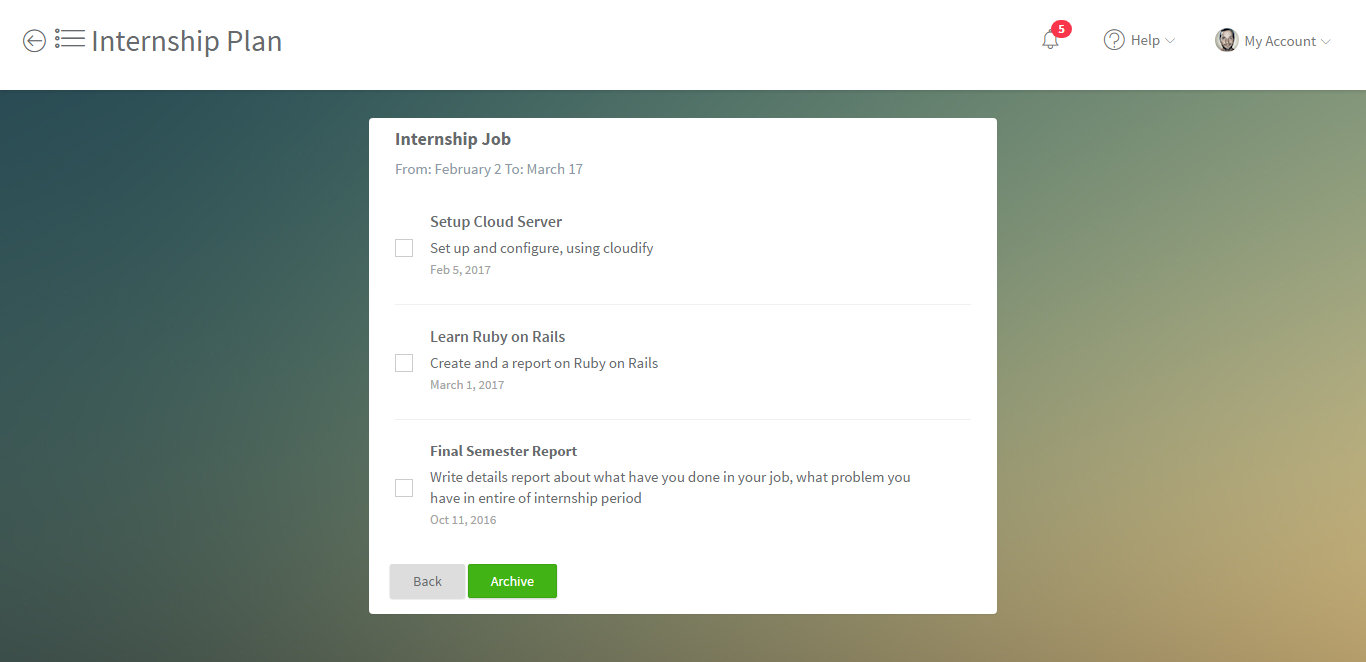 Internship Plan
5
Help
My Account
Internship Job
From: February 2 To: March 17
Setup Cloud Server
Set up and configure, using cloudify
Feb 5, 2017
Learn Ruby on Rails
Create and a report on Ruby on Rails
March 1, 2017
Final Semester Report
Write details report about what have you done in your job, what problem you
have in entire of internship period
Oct 11, 2016
Back
Archive